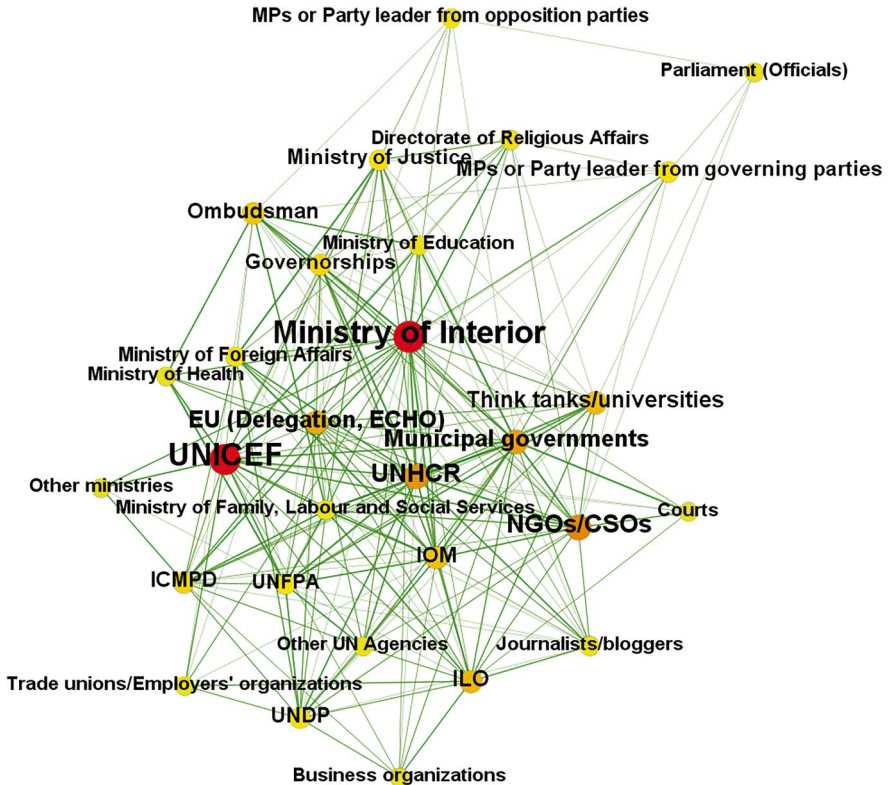 MPs or Party leader from opposition parties
Parliament (Officials)
Directorate of Religious Affairs
Ministry of Justice
MPs or Party leader from governing parties
Ombudsman
Ministry of Education
Governorships
Ministry of Interior
Ministry of Foreign Affairs
Ministry of Health
Think tanks/universities
EU (Delegation, ECHO)
Municipal governments
UNICEF
UNHCR
Other ministries
Ministry of Family, Labour and Social Services
Courts
NGOs/CSOs
IOM
ICMPD
UNFPA
Other UN Agencies
Journalists/bloggers
Trade unions/Employers' organizations
ILO
UNDP
Business organizations